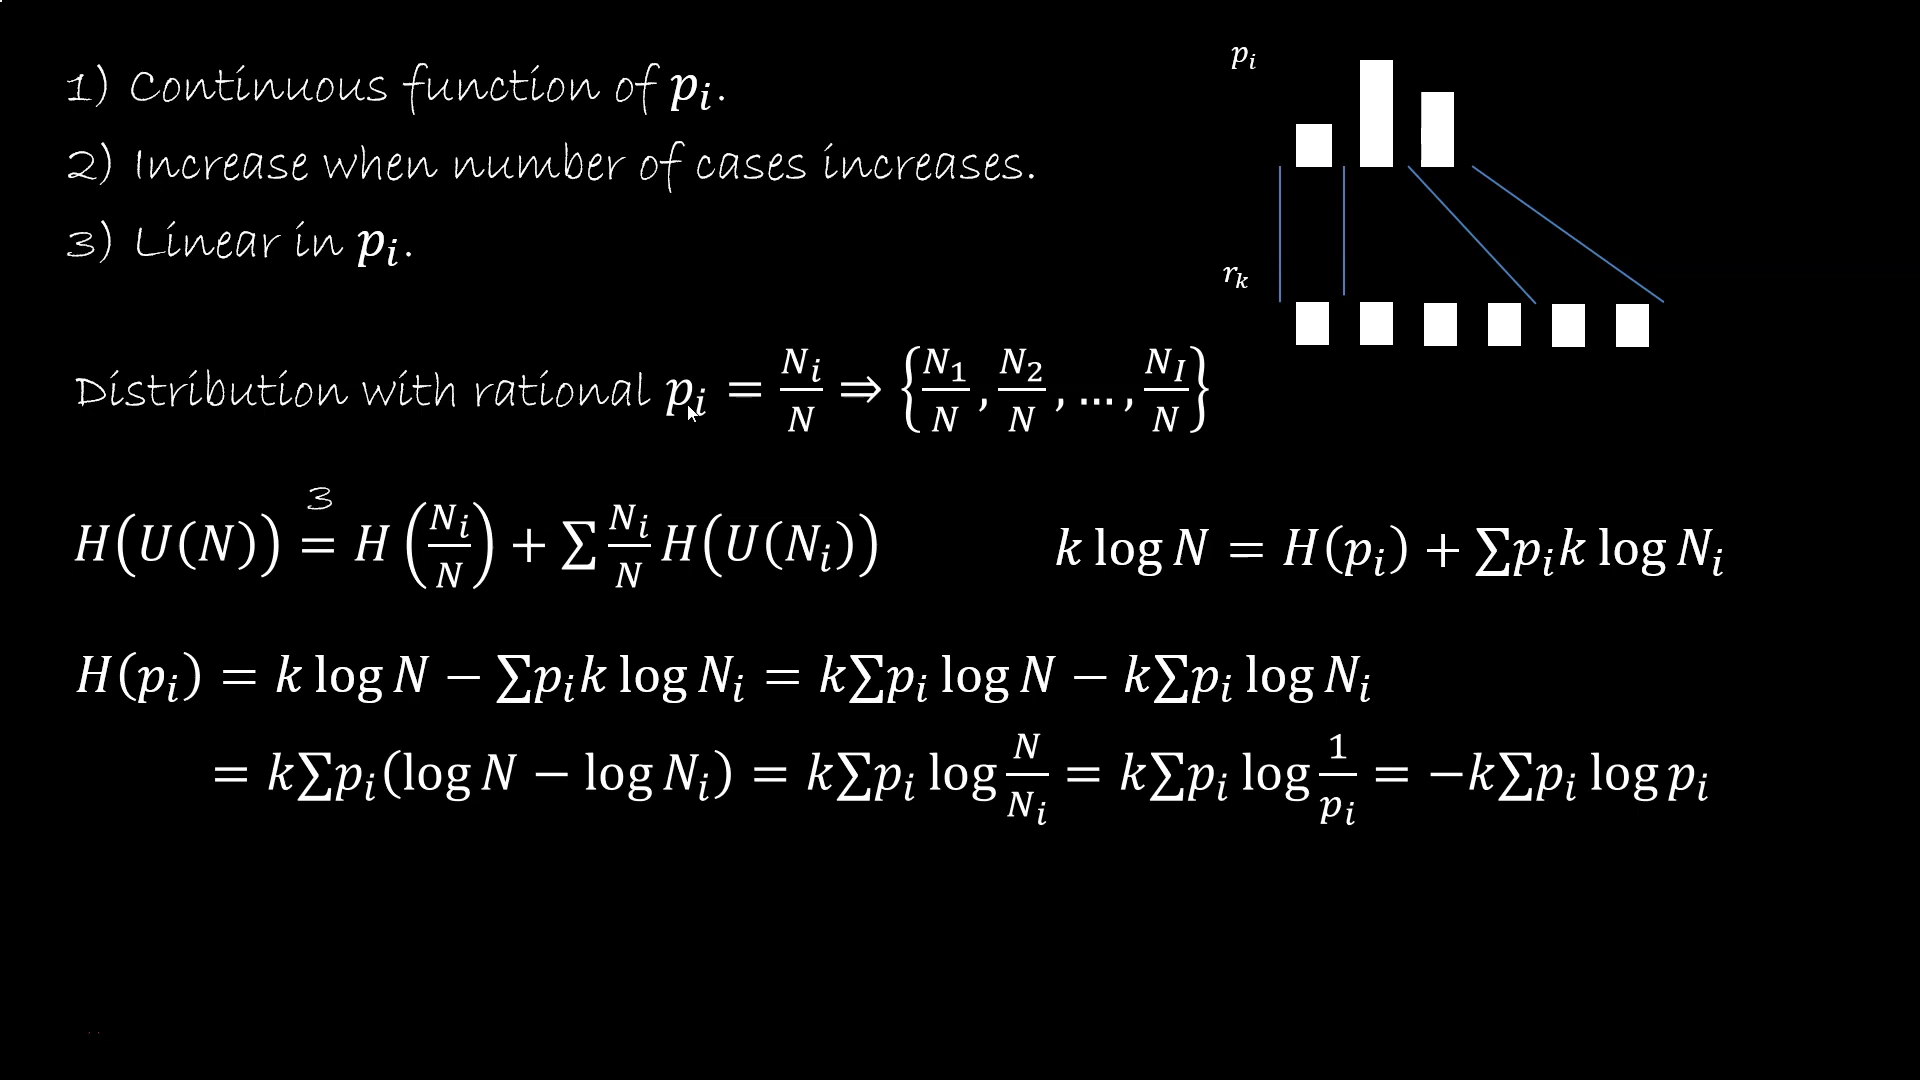 1) Continuous function of pᵢ.
2) Increase when number of cases increases.
3) Linear in pᵢ.
pᵢ
rₖ
Distribution with rational pᵢ = Nᵢ/N ⇒ {N₁/N, N₂/N, …, N_I/N}
H(U(N)) =³ H(Nᵢ/N) + ∑ Nᵢ/N H(U(Nᵢ))
k log N = H(pᵢ) + ∑pᵢk log Nᵢ
H(pᵢ) = k log N − ∑pᵢk log Nᵢ = k∑pᵢ log N − k∑pᵢ log Nᵢ
= k∑pᵢ(log N − log Nᵢ) = k∑pᵢ log N/Nᵢ = k∑pᵢ log 1/pᵢ = −k∑pᵢ log pᵢ